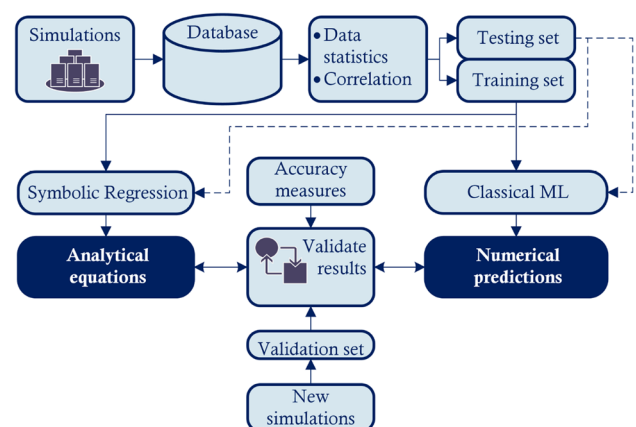 Simulations
Database
• Data
statistics
• Correlation
Testing set
Training set
Symbolic Regression
Accuracy
measures
Classical ML
Analytical
equations
Validate
results
Numerical
predictions
Validation set
New
simulations